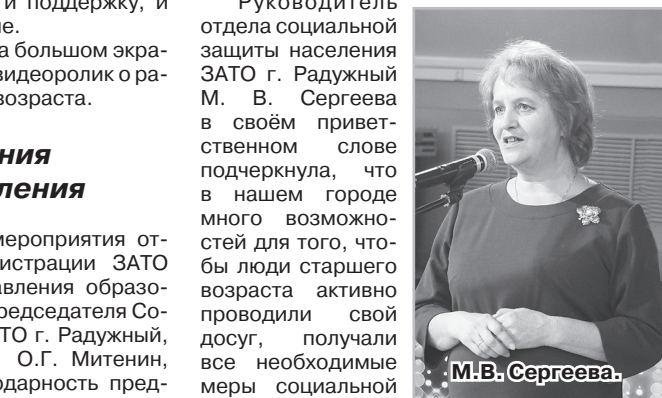 и поддержку, и
е.
а большом экра-
видеоролик о ра-
возраста.
ния
ления
мероприятия от-
истрации ЗАТО
авления образо-
редседателя Со-
ТО г. Радужный,
О.Г. Митенин,
одарность пред-
Руководитель
отдела социальной
защиты населения
ЗАТО г. Радужный
М. В. Сергеева
в своём привет-
ственном слове
подчеркнула, что
в нашем городе
много возможно-
стей для того, что-
бы люди старшего
возраста активно
проводили свой
досуг, получали
все необходимые
меры социальной
М.В. Сергеева.